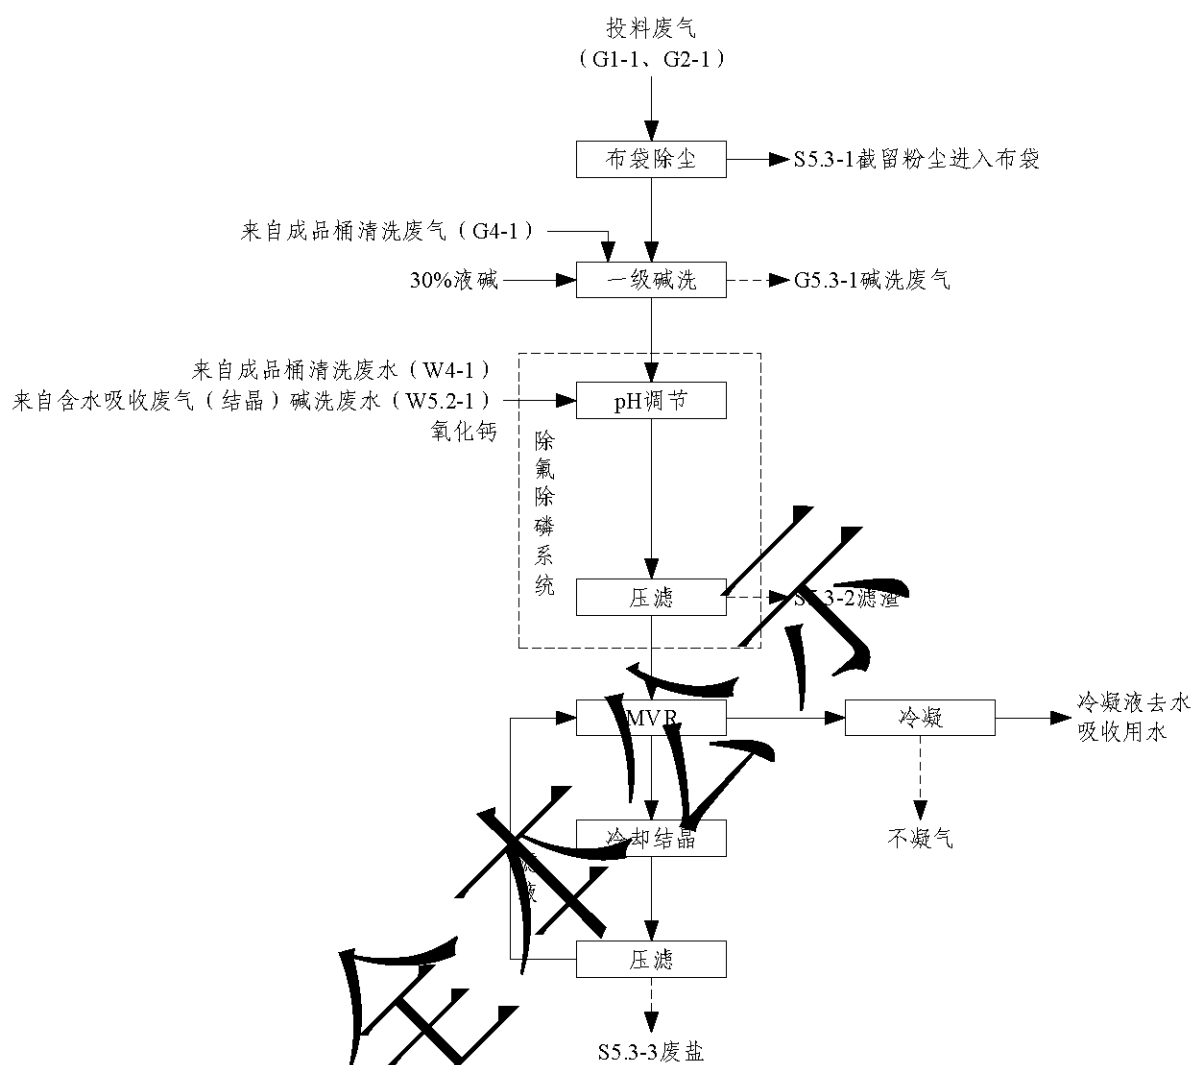 投料废气
（G1-1、G2-1）
布袋除尘
S5.3-1截留粉尘进入布袋
来自成品桶清洗废气（G4-1）
30%液碱
一级碱洗
G5.3-1碱洗废气
来自成品桶清洗废水（W4-1）
来自含水吸收废气（结晶）碱洗废水（W5.2-1）
氧化钙
pH调节
除氟除磷系统
压滤
S5.3-2滤渣
MVR
冷凝
冷凝液去水
吸收用水
不凝气
冷却结晶
滤液
压滤
S5.3-3废盐